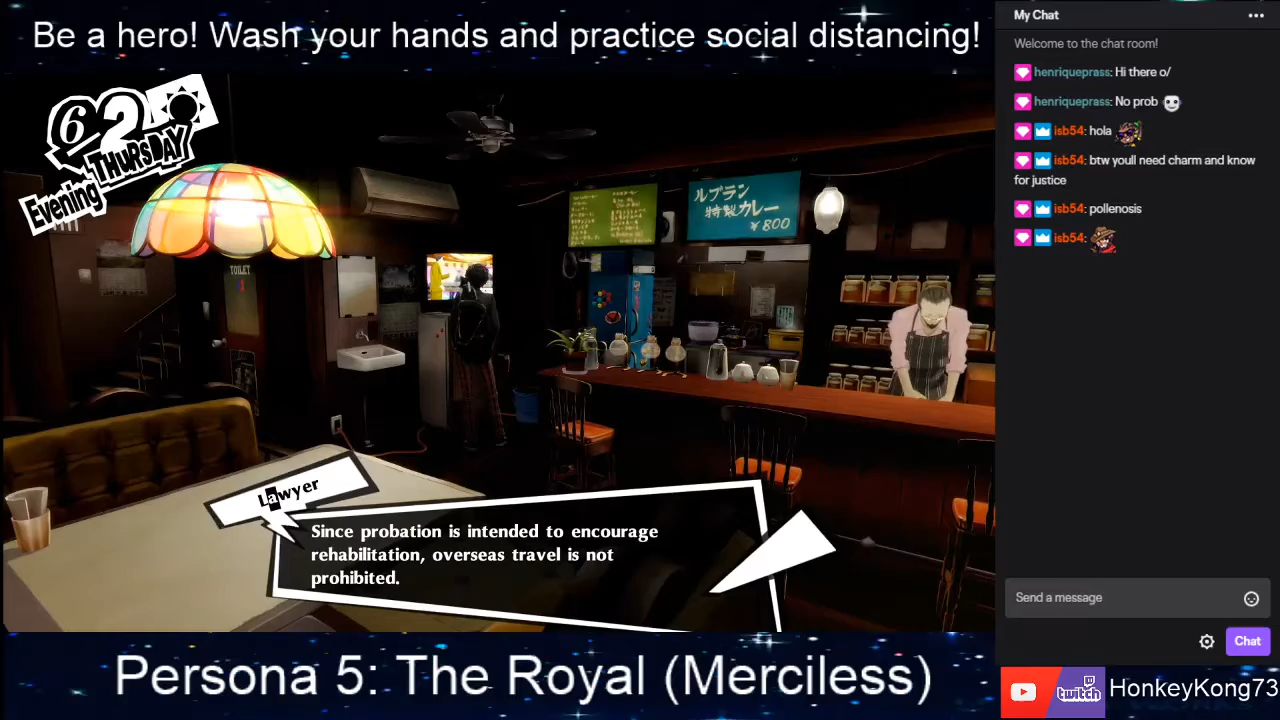 Be a hero! Wash your hands and practice social distancing!
6 2
THURSDAY
Evening
TOILET
ルブラン
特製カレー
¥800
Lawyer
Since probation is intended to encourage
rehabilitation, overseas travel is not
prohibited.
Persona 5: The Royal (Merciless)
My Chat
Welcome to the chat room!
henriqueprass: Hi there o/
henriqueprass: No prob
isb54: hola
isb54: btw youll need charm and know
for justice
isb54: pollenosis
isb54:
Send a message
Chat
twitch
HonkeyKong73